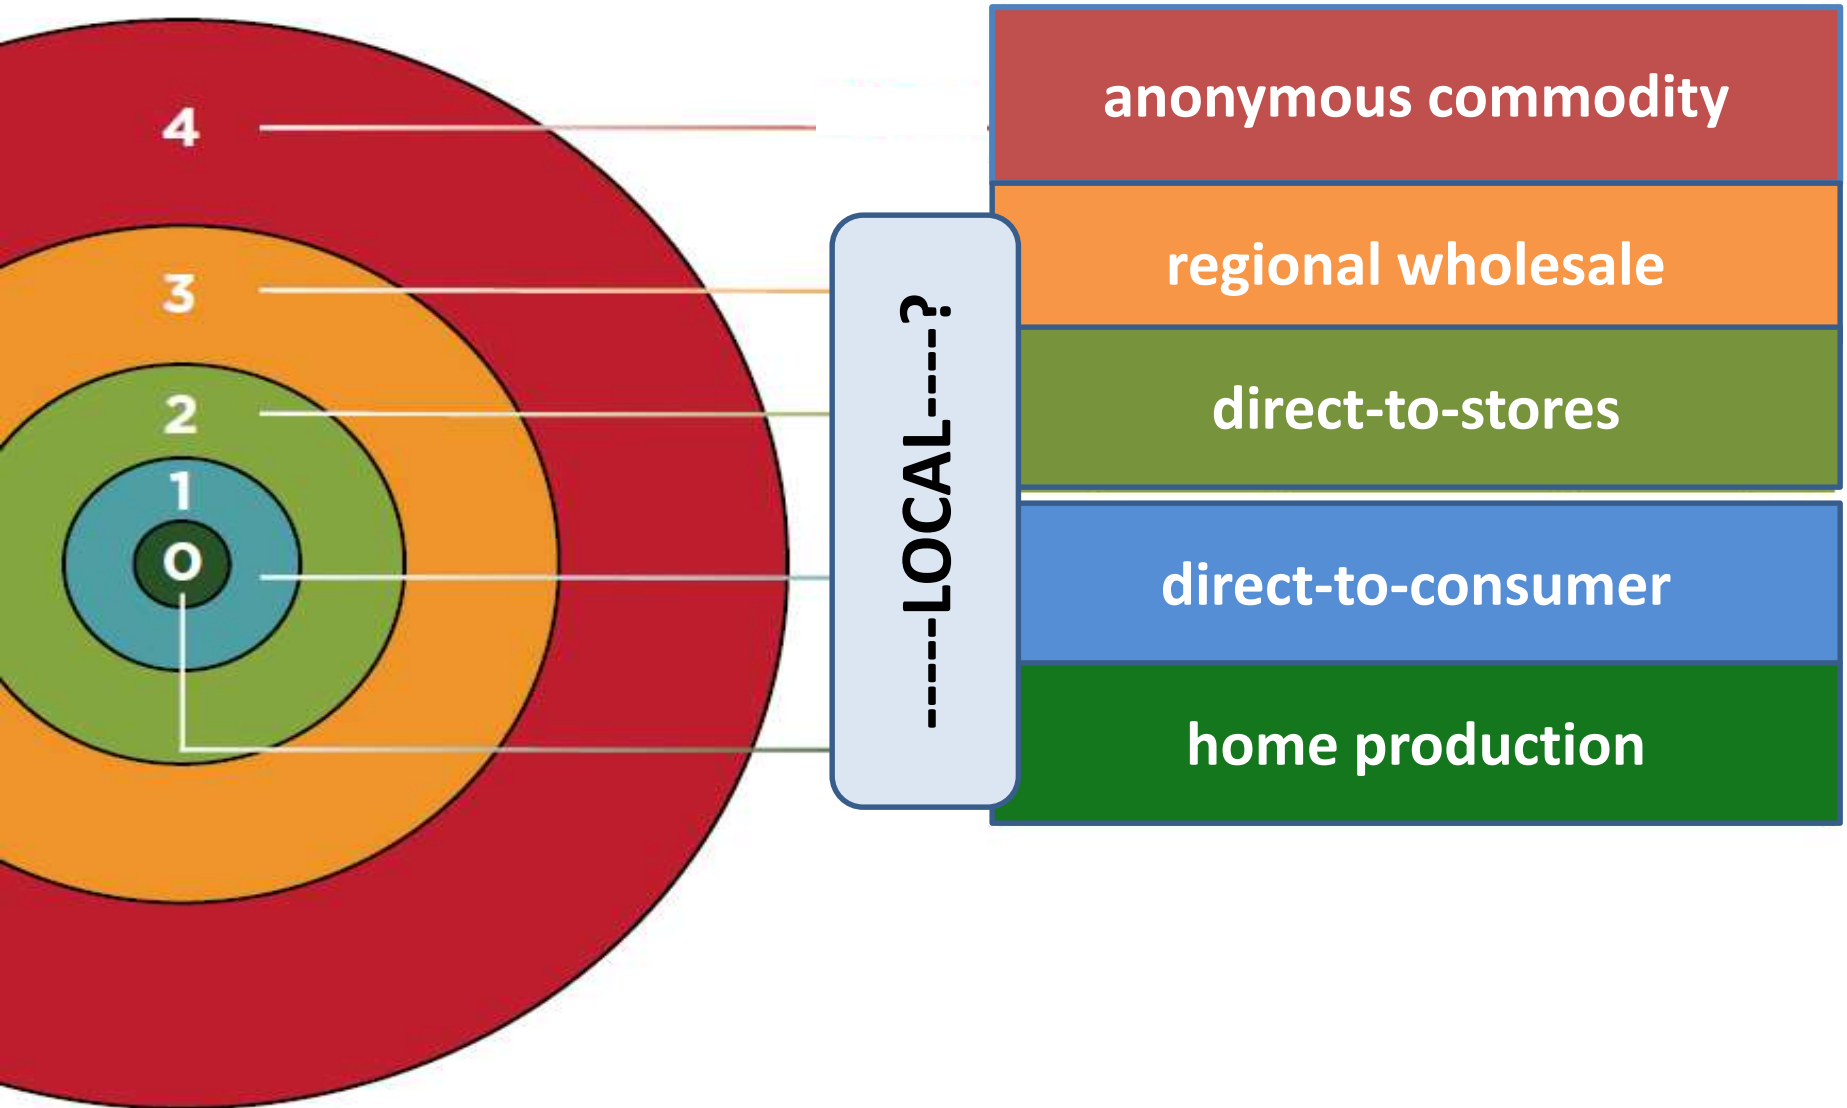 4
anonymous commodity
3
regional wholesale
2
direct-to-stores
1
0
direct-to-consumer
home production
------LOCAL-----?